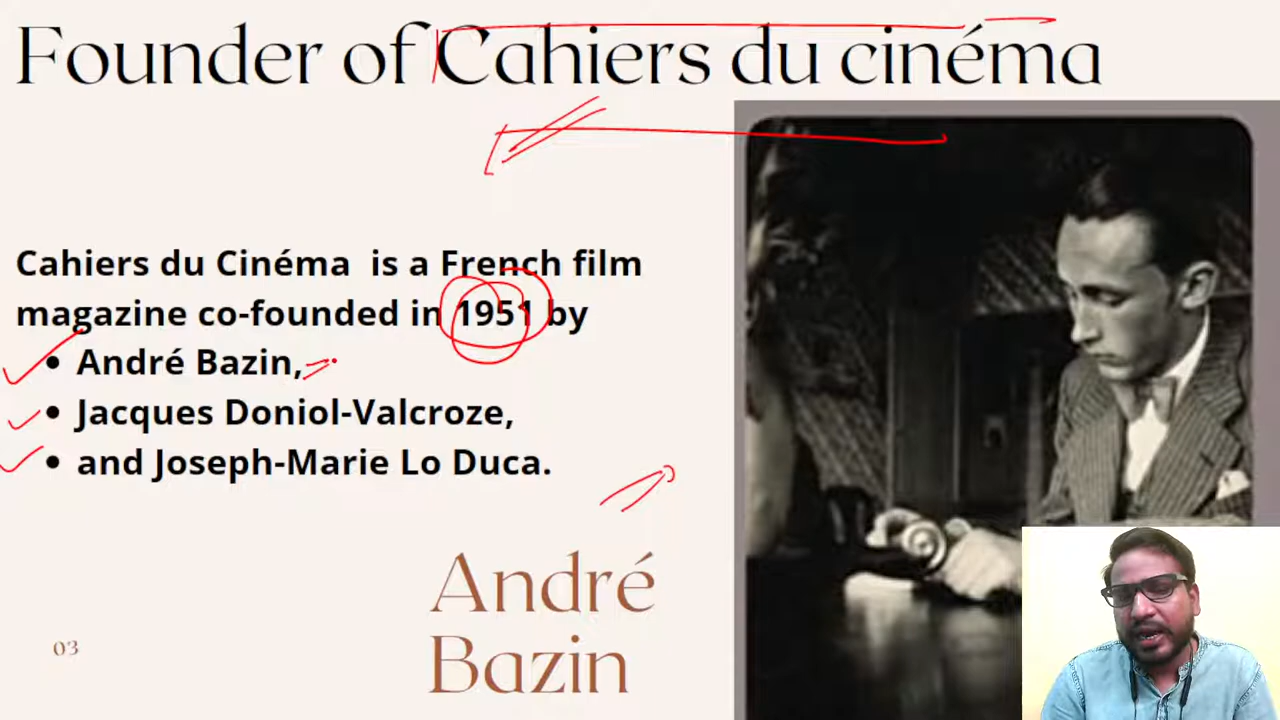 Founder of Cahiers du cinéma
Cahiers du Cinéma is a French film
magazine co-founded in 1951 by
• André Bazin,
• Jacques Doniol-Valcroze,
• and Joseph-Marie Lo Duca.
André
Bazin
03